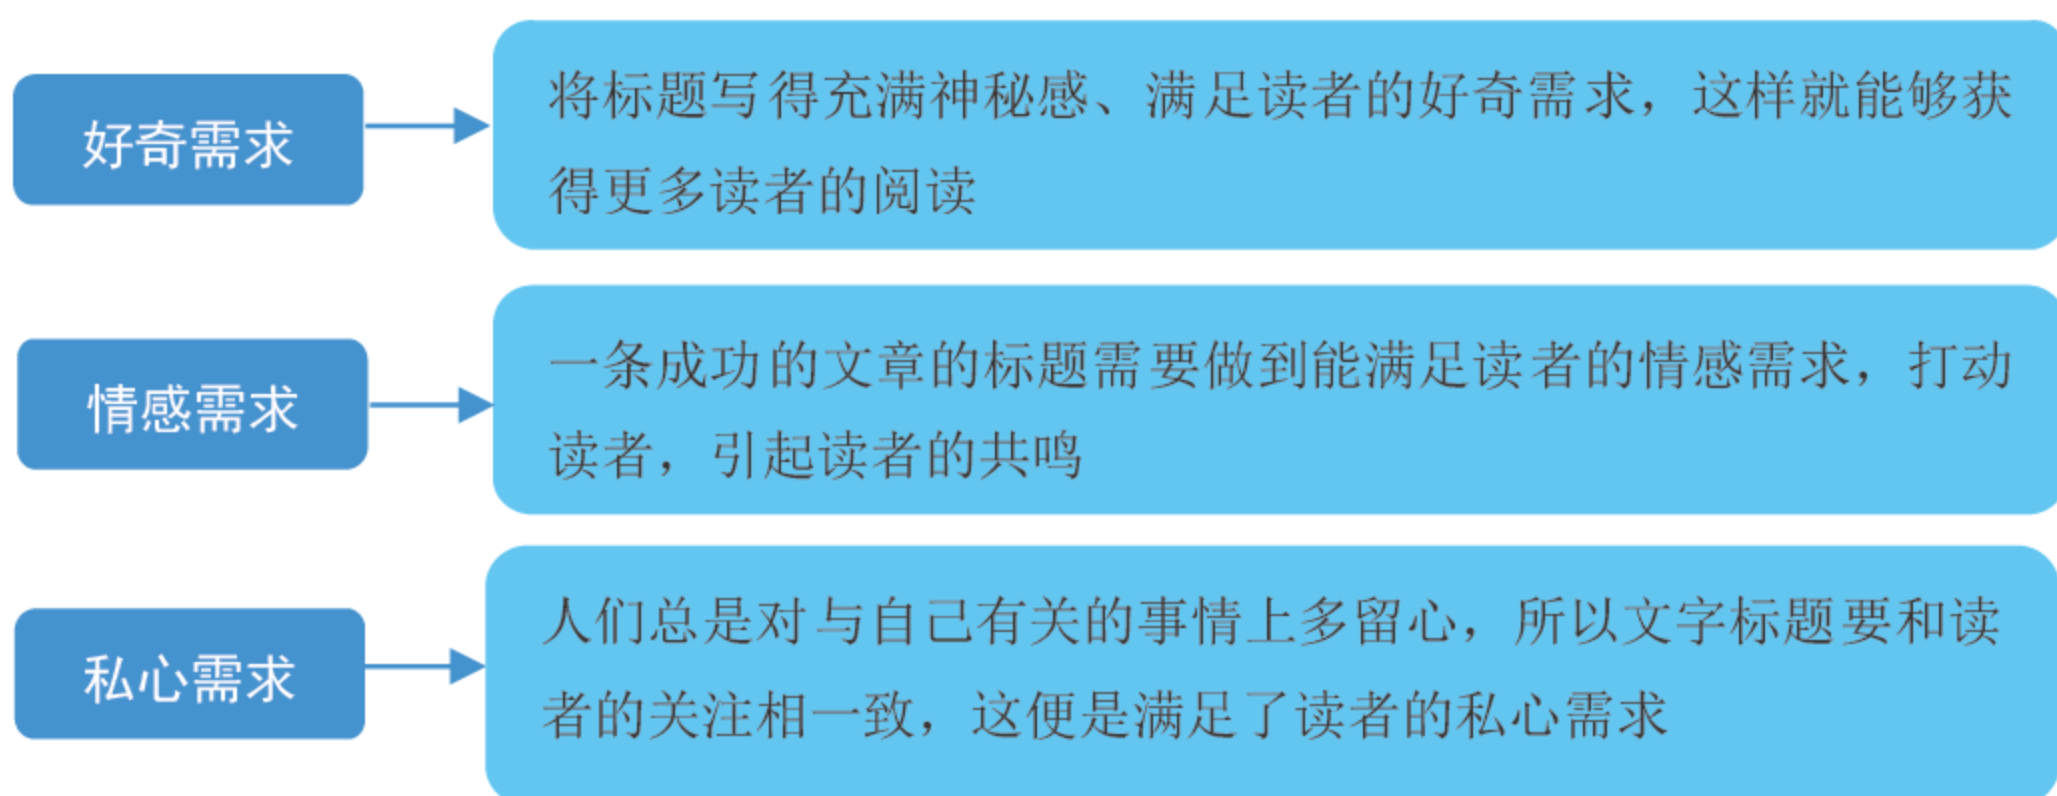 好奇需求
将标题写得充满神秘感、满足读者的好奇需求，这样就能够获
得更多读者的阅读
情感需求
一条成功的文章的标题需要做到能满足读者的情感需求，打动
读者，引起读者的共鸣
私心需求
人们总是对与自己有关的事情上多留心，所以文字标题要和读
者的关注相一致，这便是满足了读者的私心需求